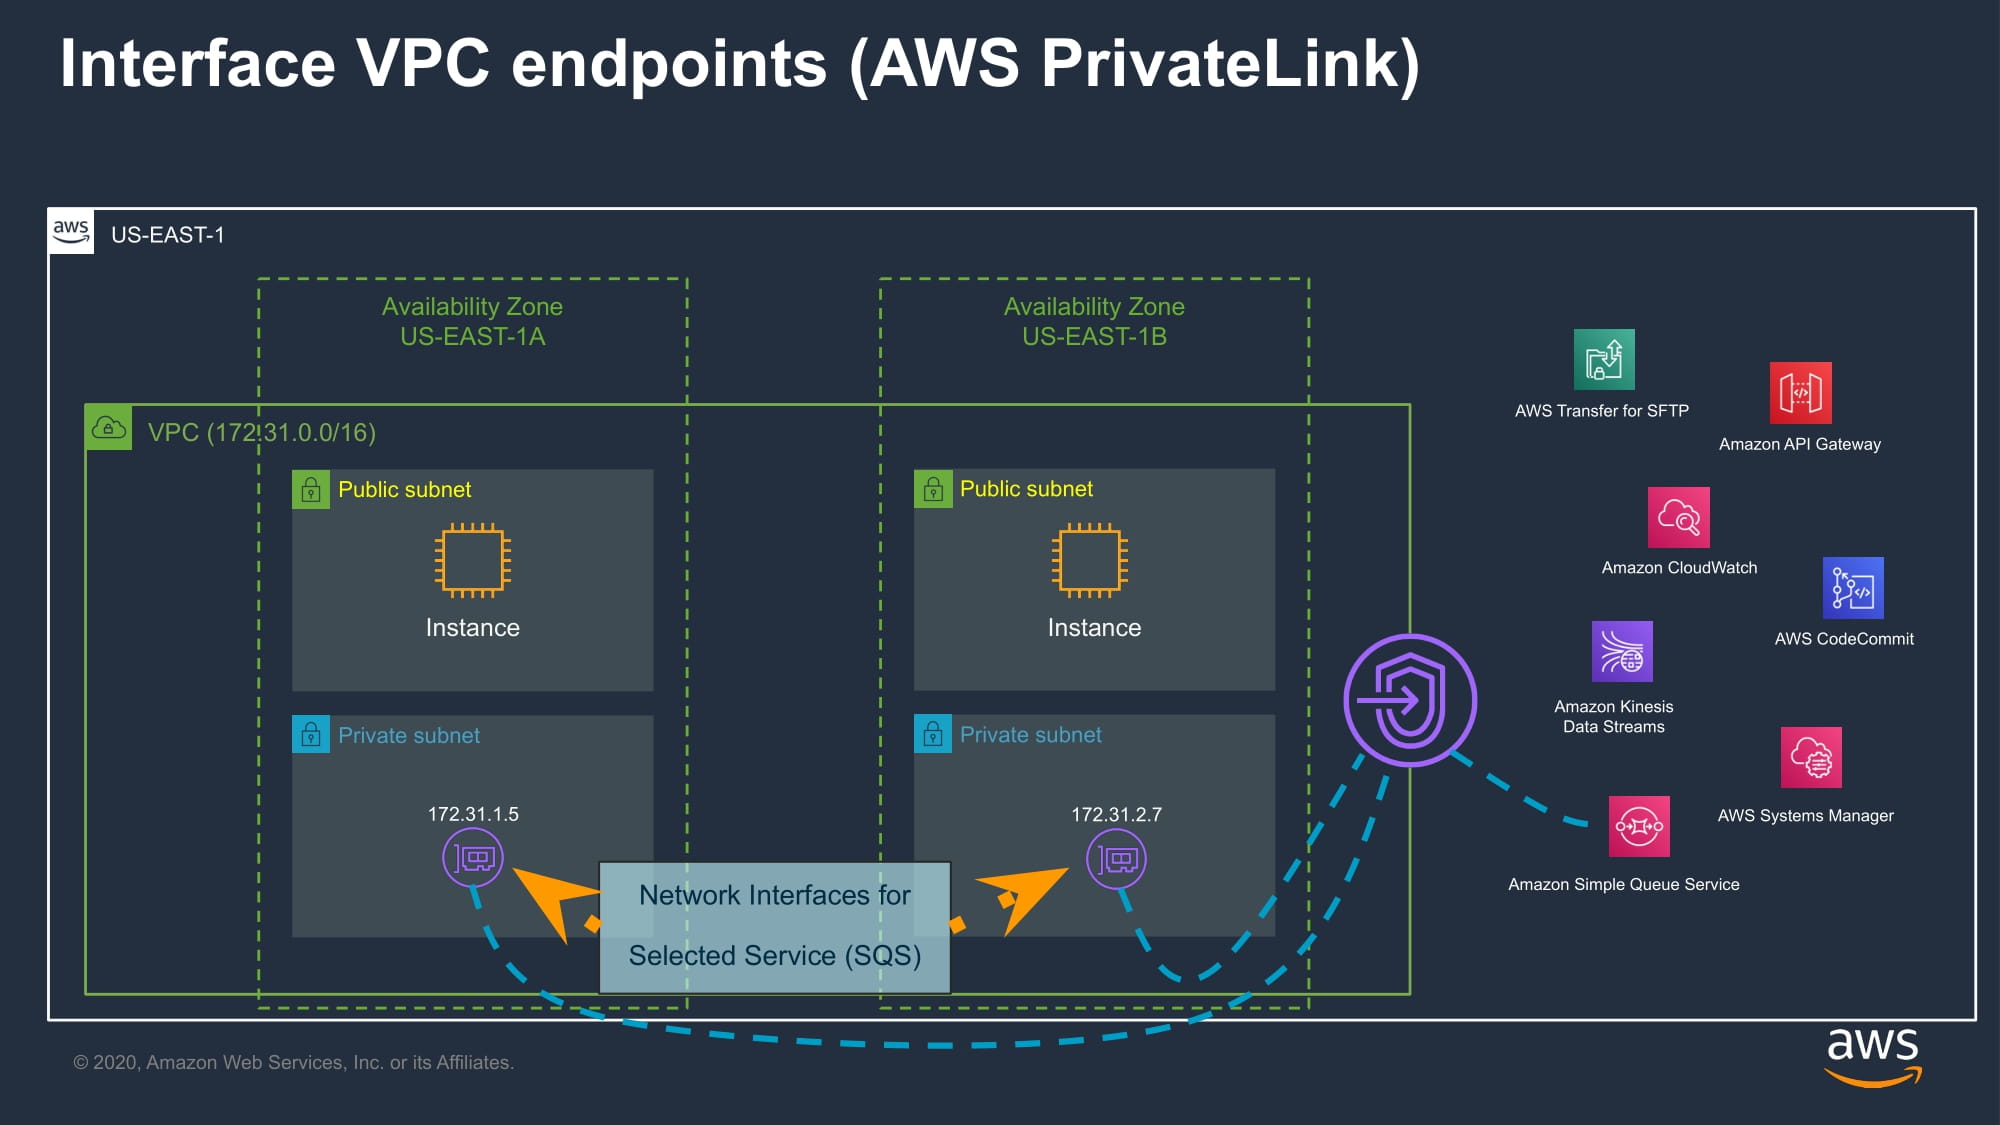 Interface VPC endpoints (AWS PrivateLink)
aws
US-EAST-1
Availability Zone
US-EAST-1A
Availability Zone
US-EAST-1B
VPC (172.31.0.0/16)
Public subnet
Instance
Public subnet
Instance
Private subnet
172.31.1.5
Private subnet
172.31.2.7
Network Interfaces for
Selected Service (SQS)
AWS Transfer for SFTP
Amazon API Gateway
Amazon CloudWatch
AWS CodeCommit
Amazon Kinesis
Data Streams
AWS Systems Manager
Amazon Simple Queue Service
© 2020, Amazon Web Services, Inc. or its Affiliates.
aws